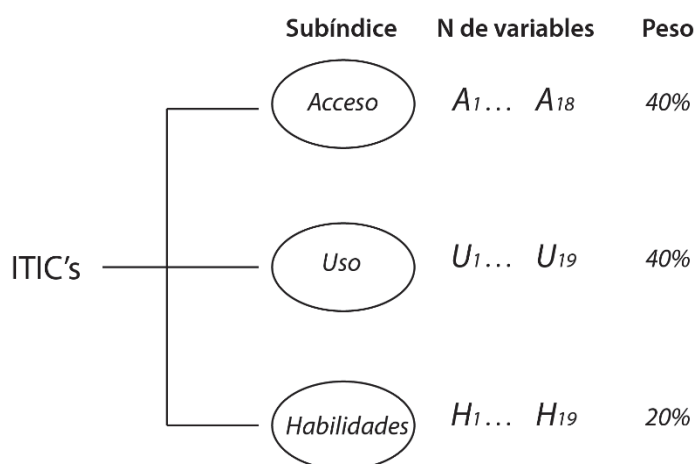 Subíndice N de variables Peso
Acceso A1... A18 40%
ITIC's Uso U1... U19 40%
Habilidades H1... H19 20%